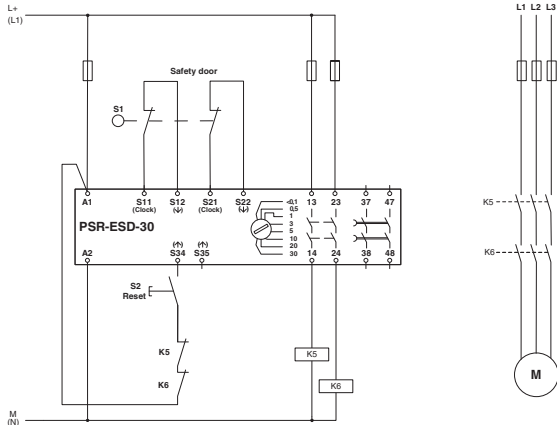 L+
(L1)
L1 L2 L3
Safety door
S1
A1 S11 S12 S21 S22 13 23 37 47
(Clock) (Clock)
<0,1
0,5
1
3
5
10
20
30
PSR-ESD-30
A2 S34 S35 14 24 38 48
K5
K6
S2
Reset
K5
K6
K5
K6
M
M
(N)